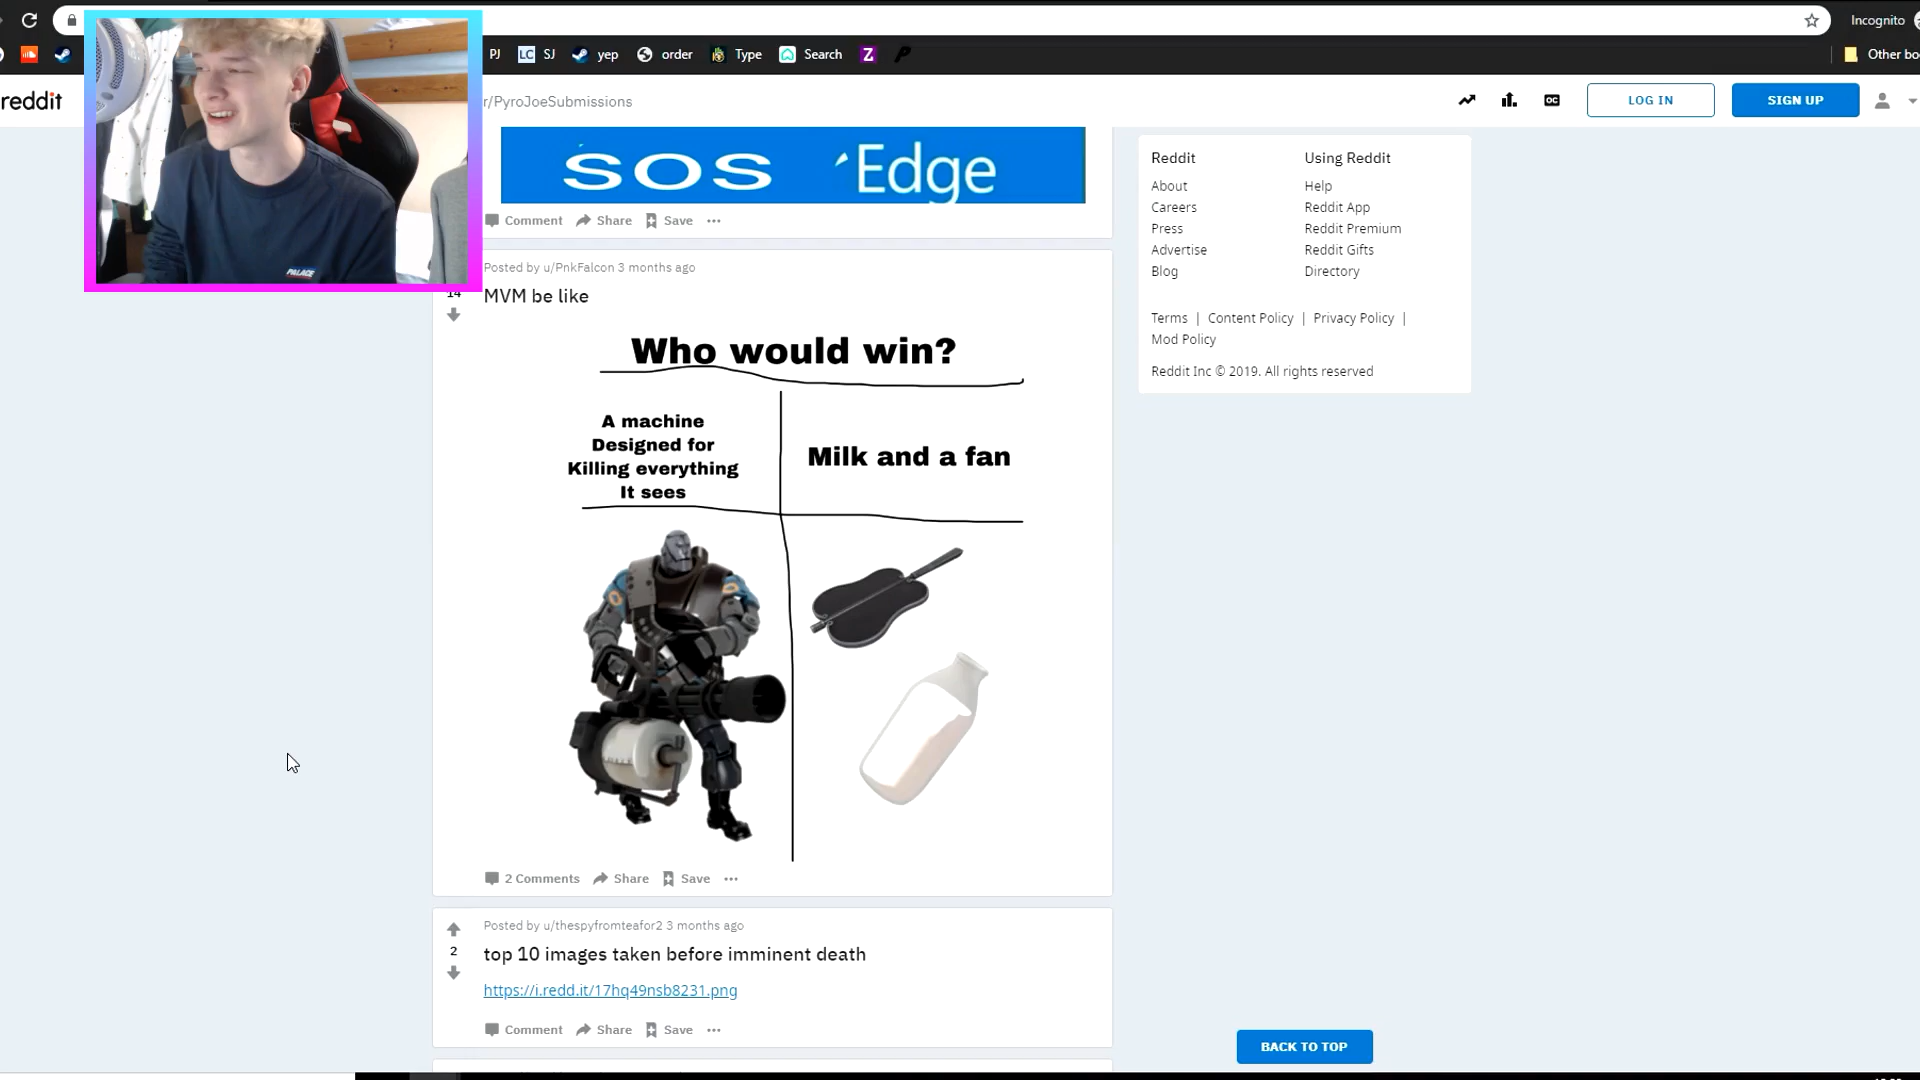 Incognito
PJ LC SJ yep order Type Search Z Other bo
reddit r/PyroJoeSubmissions LOG IN SIGN UP
PALACE
SOS Edge
Comment Share Save
Posted by u/PnkFalcon 3 months ago
14
MVM be like
Who would win?
A machine
Designed for
Killing everything
It sees
Milk and a fan
2 Comments Share Save
Posted by u/thespyfromteafor2 3 months ago
2
top 10 images taken before imminent death
https://i.redd.it/17hq49nsb8231.png
Comment Share Save
Reddit Using Reddit
About Help
Careers Reddit App
Press Reddit Premium
Advertise Reddit Gifts
Blog Directory
Terms | Content Policy | Privacy Policy |
Mod Policy
Reddit Inc © 2019. All rights reserved
BACK TO TOP